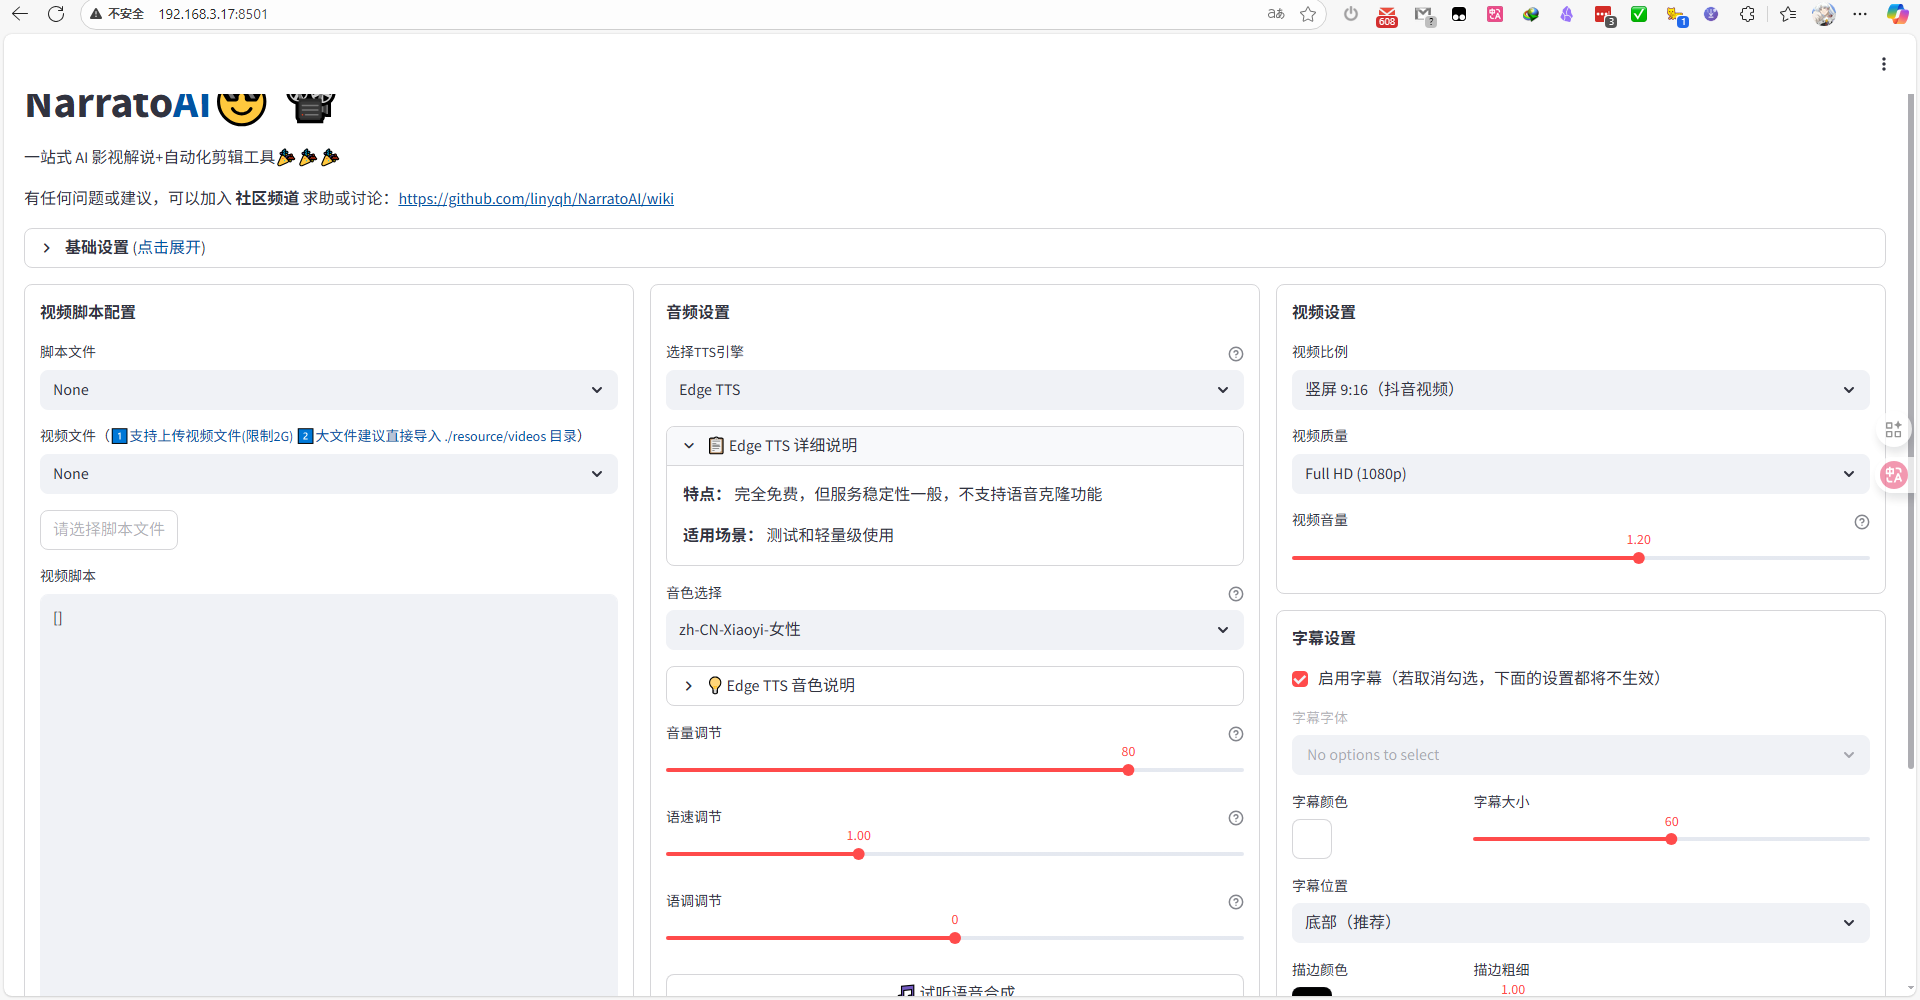 不安全 192.168.3.17:8501
aあ
608
?
3
1
NarratoAI
一站式 AI 影视解说+自动化剪辑工具
有任何问题或建议，可以加入 社区频道 求助或讨论：https://github.com/linyqh/NarratoAI/wiki
基础设置 (点击展开)
视频脚本配置
脚本文件
None
视频文件（1️⃣支持上传视频文件(限制2G) 2️⃣大文件建议直接导入 ./resource/videos 目录）
None
请选择脚本文件
视频脚本
[]
音频设置
选择TTS引擎
Edge TTS
Edge TTS 详细说明
特点： 完全免费，但服务稳定性一般，不支持语音克隆功能
适用场景： 测试和轻量级使用
音色选择
zh-CN-Xiaoyi-女性
Edge TTS 音色说明
音量调节
80
语速调节
1.00
语调调节
0
试听语音合成
视频设置
视频比例
竖屏 9:16（抖音视频）
视频质量
Full HD (1080p)
视频音量
1.20
字幕设置
启用字幕（若取消勾选，下面的设置都将不生效）
字幕字体
No options to select
字幕颜色 字幕大小
60
字幕位置
底部（推荐）
描边颜色 描边粗细
1.00